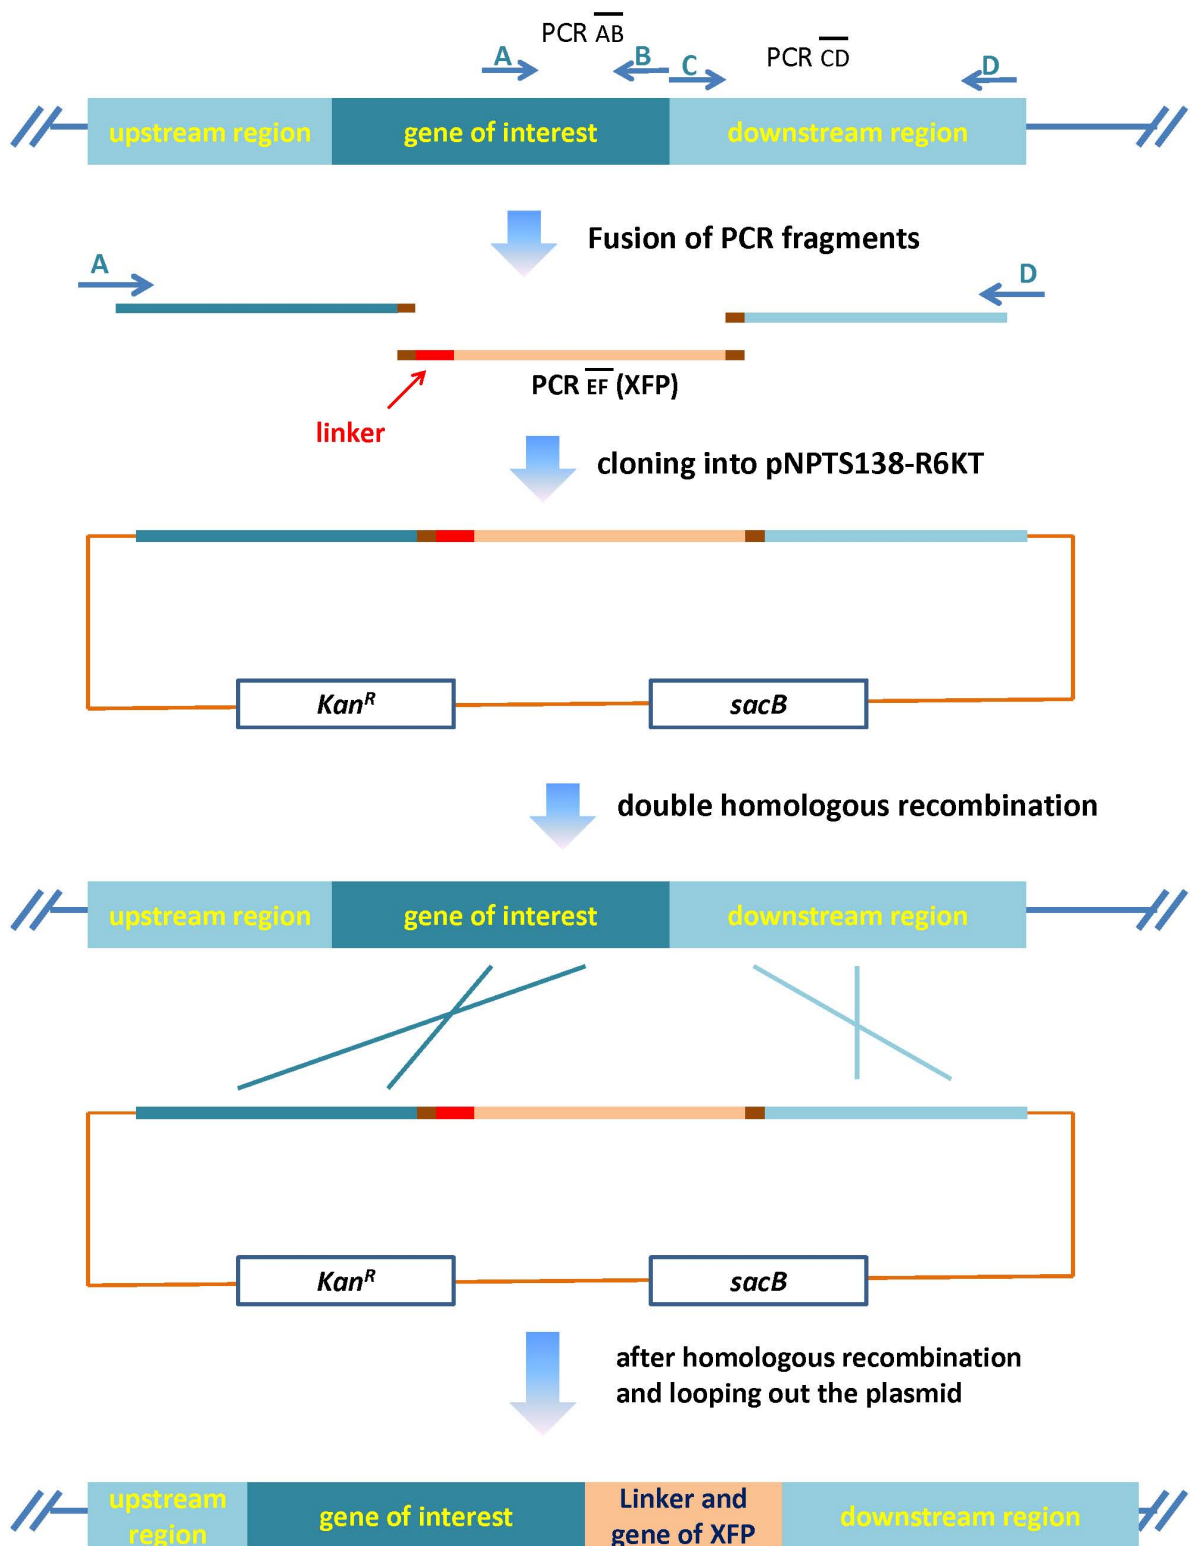 PCR AB
A
B
C
PCR CD
D
upstream region
gene of interest
downstream region
Fusion of PCR fragments
A
D
PCR EF (XFP)
linker
cloning into pNPTS138-R6KT
Kan^R
sacB
double homologous recombination
upstream region
gene of interest
downstream region
Kan^R
sacB
after homologous recombination
and looping out the plasmid
upstream
region
gene of interest
Linker and
gene of XFP
downstream region